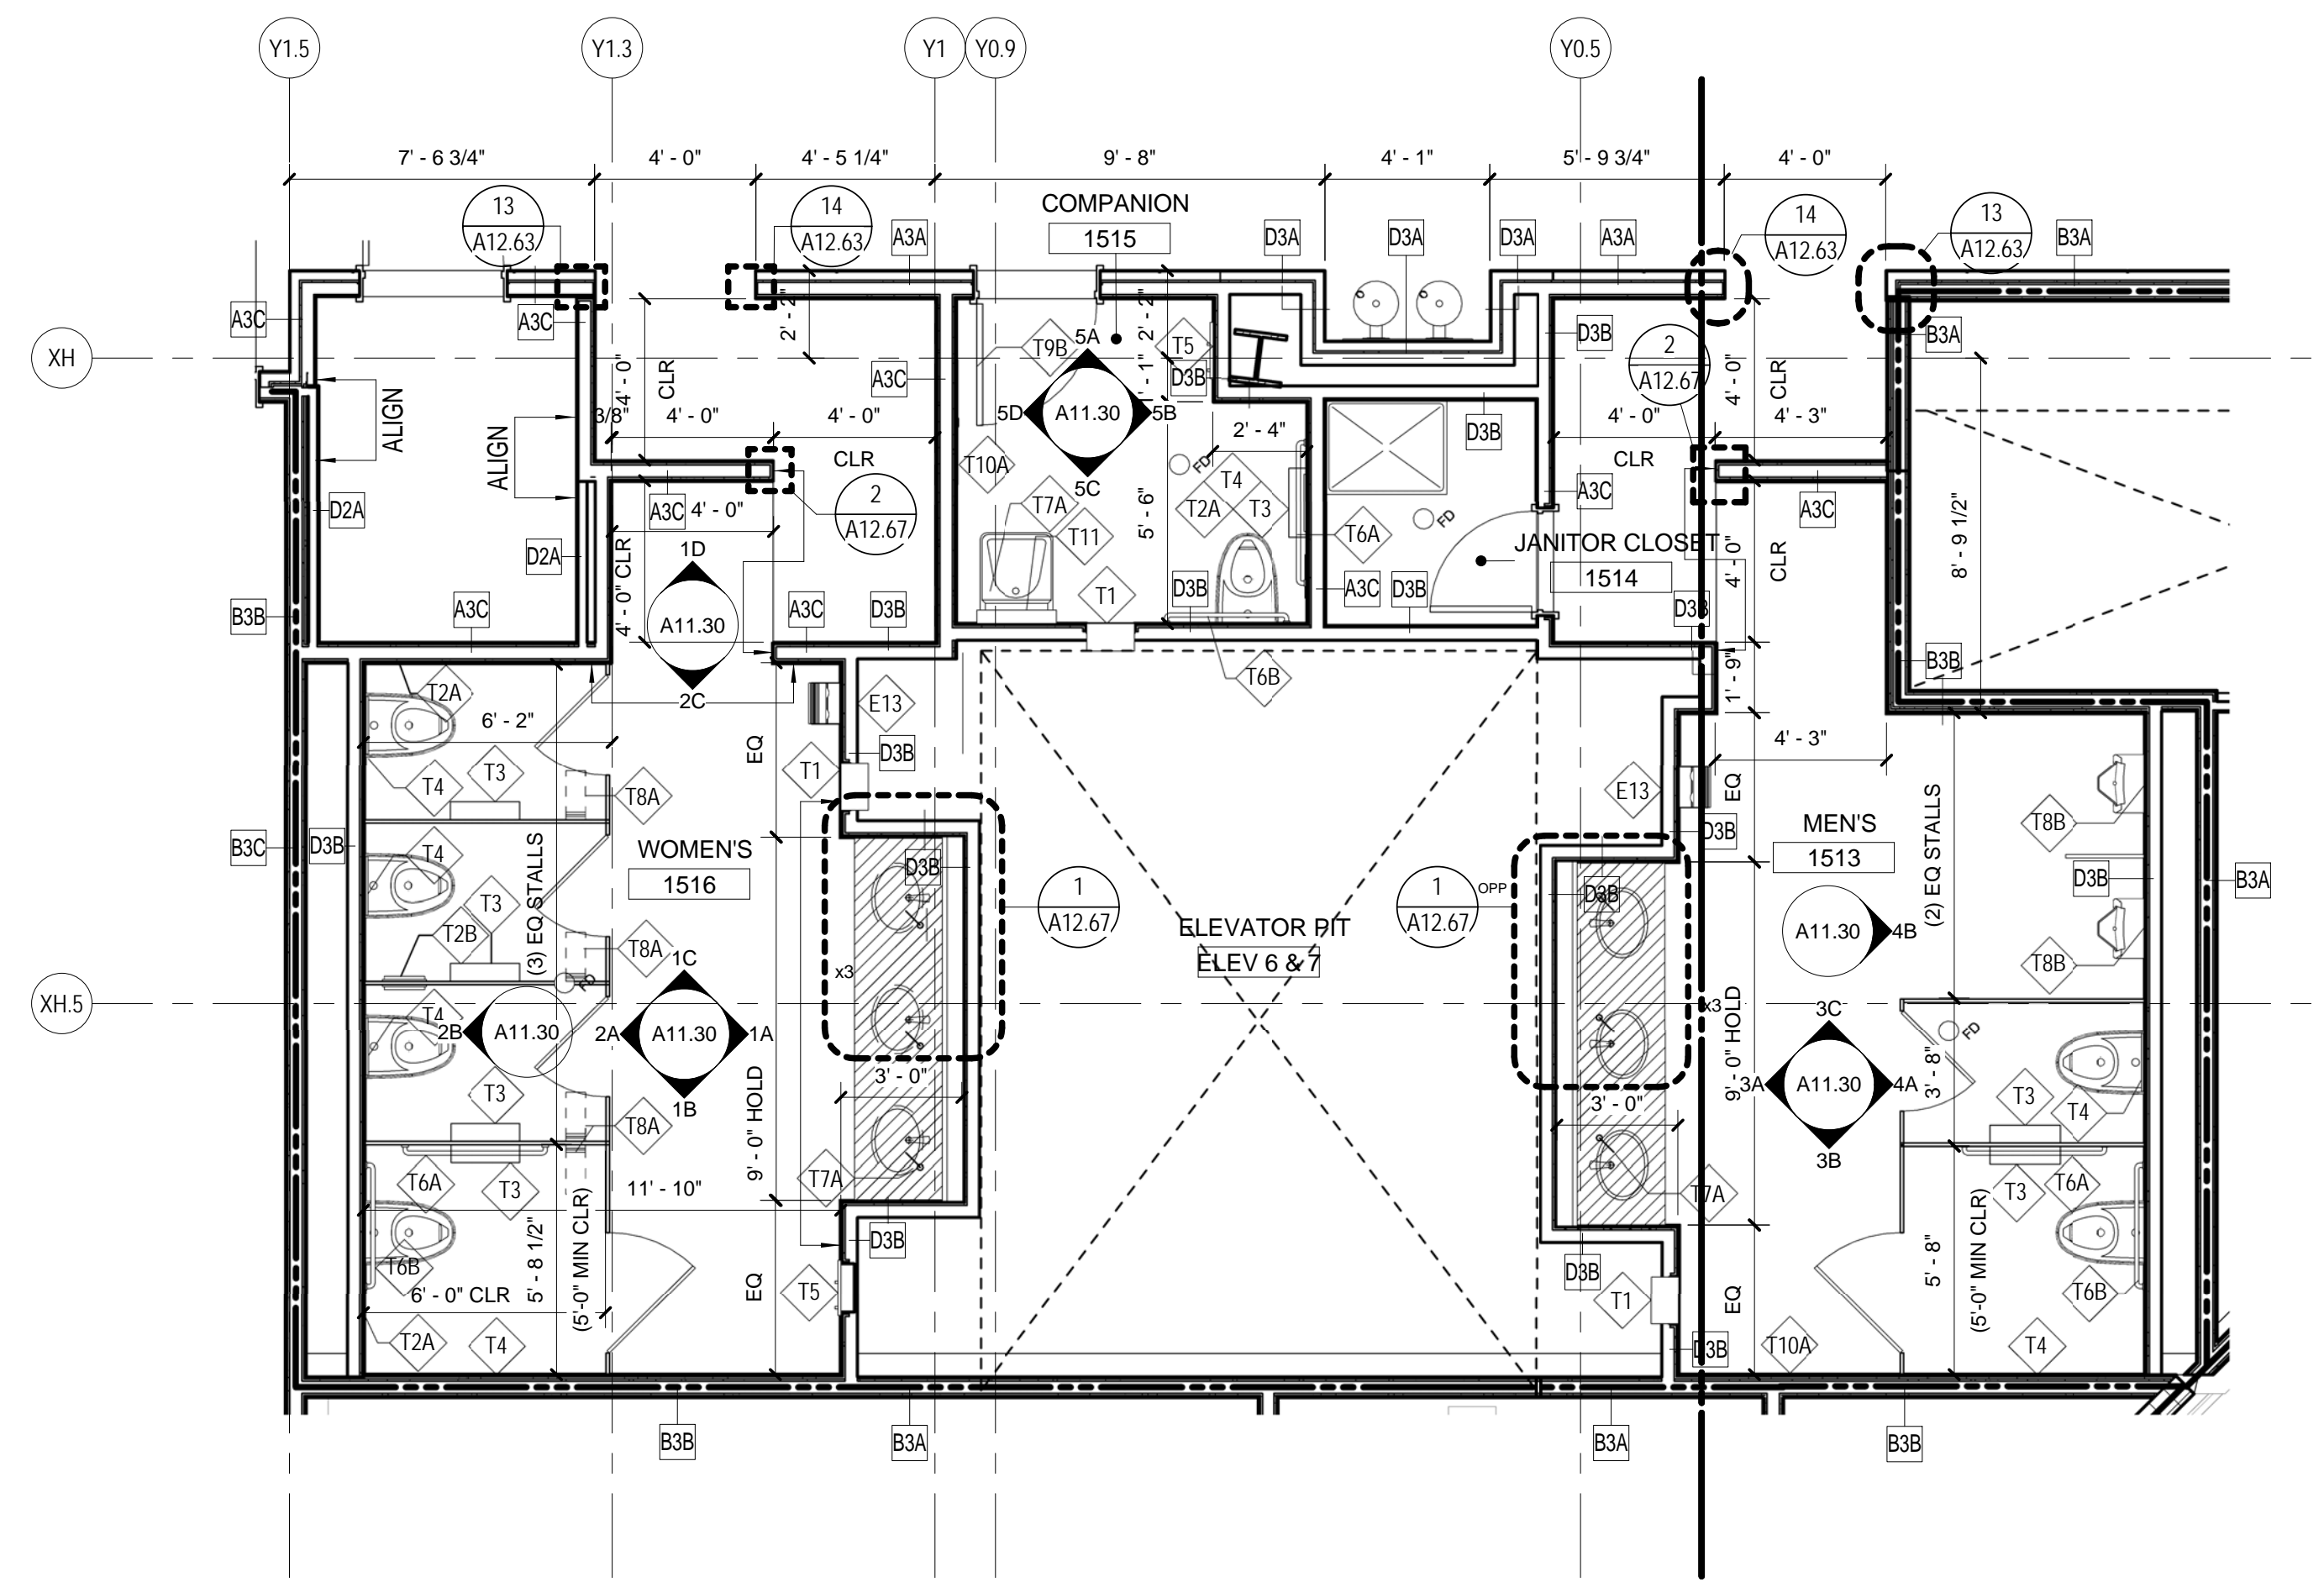 Y1.5
Y1.3
Y1
Y0.9
Y0.5
7' - 6 3/4"
4' - 0"
4' - 5 1/4"
9' - 8"
4' - 1"
5' - 9 3/4"
4' - 0"
13
A12.63
14
A12.63
COMPANION
1515
14
A12.63
13
A12.63
A3A
D3A
D3A
D3A
A3A
B3A
A3C
A3C
2' - 2"
T9B
5A
2' - 2"
T5
D3B
2
A12.67
B3A
XH
ALIGN
ALIGN
4' - 0"
CLR
A3C
5D
A11.30
5B
D3B
1' - 1"
4' - 0"
CLR
3/8"
4' - 0"
4' - 0"
CLR
2' - 4"
D3B
4' - 0"
CLR
4' - 3"
T10A
5C
FD
T4
T2A
T3
A3C
D2A
A3C
4' - 0"
2
A12.67
T7A
T11
5' - 6"
T6A
FD
A3C
8' - 9 1/2"
D2A
1D
A11.30
2C
4' - 0" CLR
JANITOR CLOSET
1514
4' - 0"
CLR
B3B
A3C
A3C
D3B
T1
D3B
A3C
D3B
D3B
T2A
6' - 2"
E13
T6B
1' - 9"
B3B
T4
T3
T8A
EQ
T1
D3B
E13
EQ
4' - 3"
T8B
B3C
D3B
T4
WOMEN'S
1516
D3B
D3B
MEN'S
1513
(2) EQ STALLS
D3B
B3A
T3
T2B
(3) EQ STALLS
T8A
1
A12.67
1
A12.67
OPP
D3B
A11.30
4B
T8B
ELEVATOR PIT
ELEV 6 & 7
x3
x3
XH.5
FD
T4
2B
A11.30
1C
2A
A11.30
1A
1B
3C
3A
A11.30
4A
3B
FD
3' - 8"
T3
T4
T3
T8A
3' - 0"
9' - 0" HOLD
3' - 0"
9' - 0" HOLD
T6A
T3
11' - 10"
T7A
T7A
T3
T6A
T6B
6' - 0" CLR
5' - 8 1/2"
(5'-0" MIN CLR)
D3B
D3B
5' - 8"
(5'-0" MIN CLR)
T6B
T2A
T4
EQ
T5
T1
EQ
D3B
T10A
T4
B3B
B3A
B3A
B3B